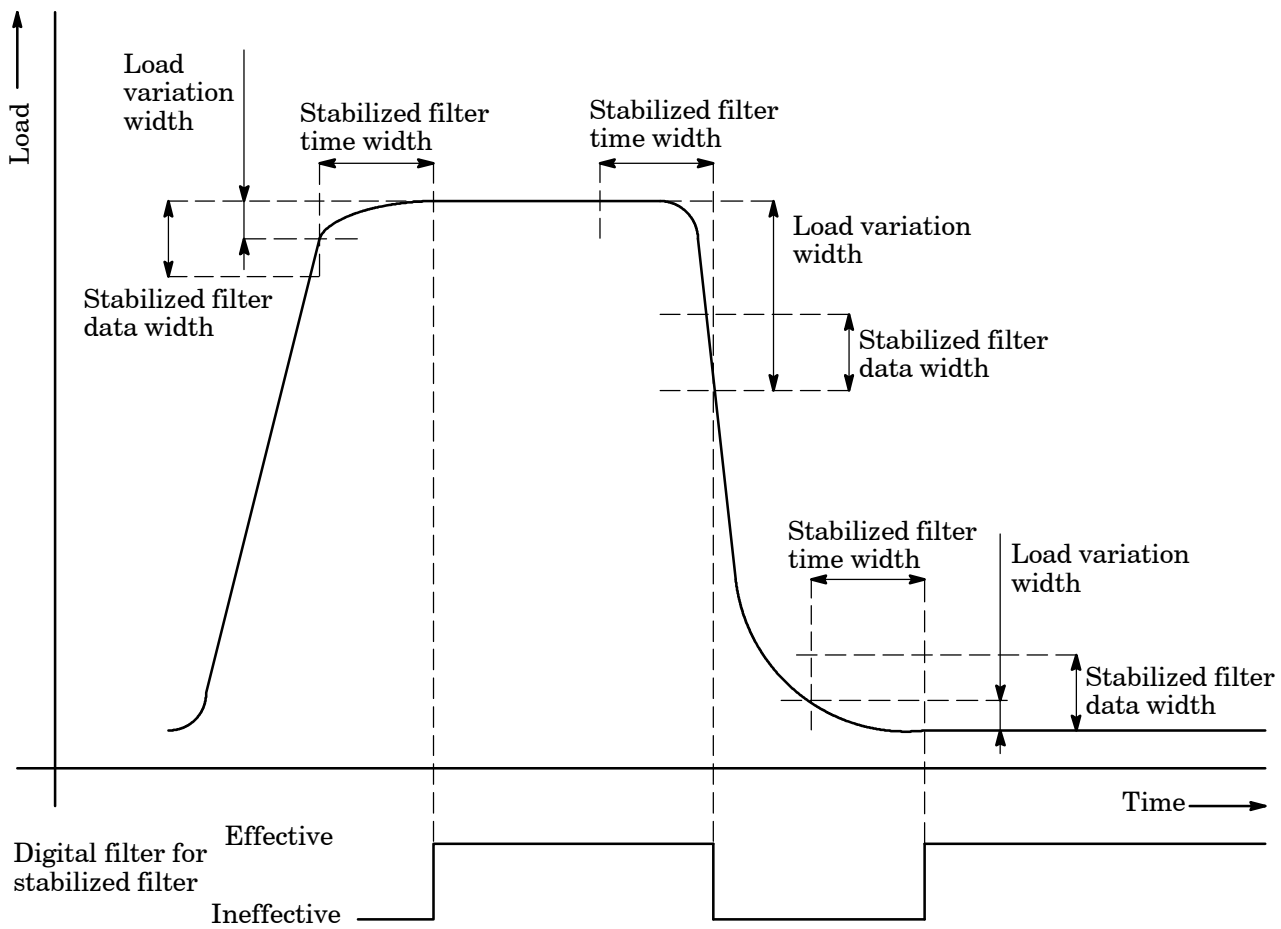 Load
Load
variation
width
Stabilized filter
time width
Stabilized filter
time width
Load variation
width
Stabilized filter
data width
Stabilized filter
data width
Stabilized filter
time width
Load variation
width
Stabilized filter
data width
Time
Effective
Digital filter for
stabilized filter
Ineffective